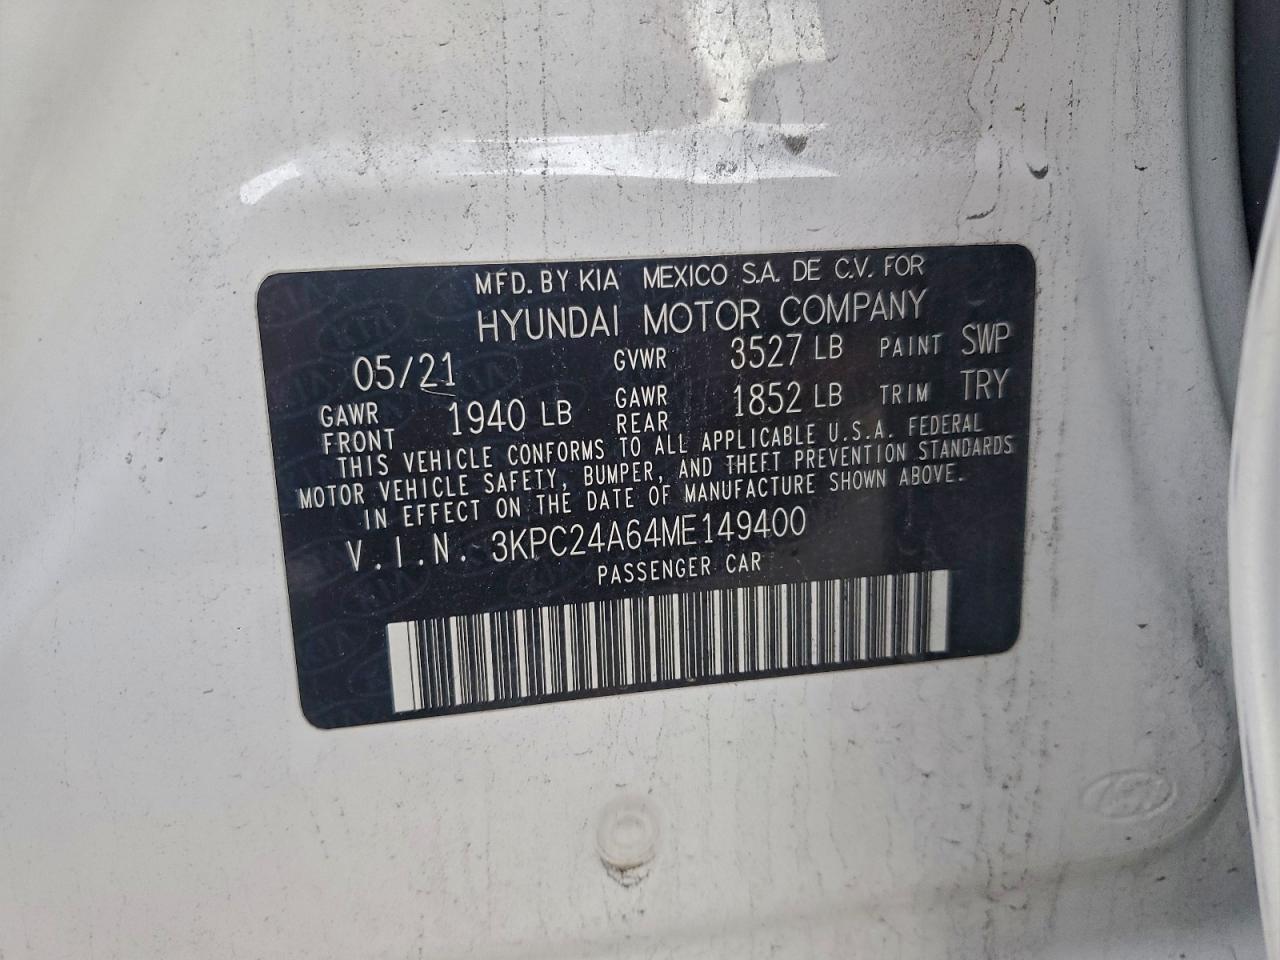 MFD. BY KIA MEXICO S.A. DE C.V. FOR
HYUNDAI MOTOR COMPANY
05/21 GVWR 3527 LB PAINT SWP
GAWR FRONT 1940 LB GAWR REAR 1852 LB TRIM TRY
THIS VEHICLE CONFORMS TO ALL APPLICABLE U.S.A. FEDERAL
MOTOR VEHICLE SAFETY, BUMPER, AND THEFT PREVENTION STANDARDS
IN EFFECT ON THE DATE OF MANUFACTURE SHOWN ABOVE.
V.I.N. 3KPC24A64ME149400
PASSENGER CAR